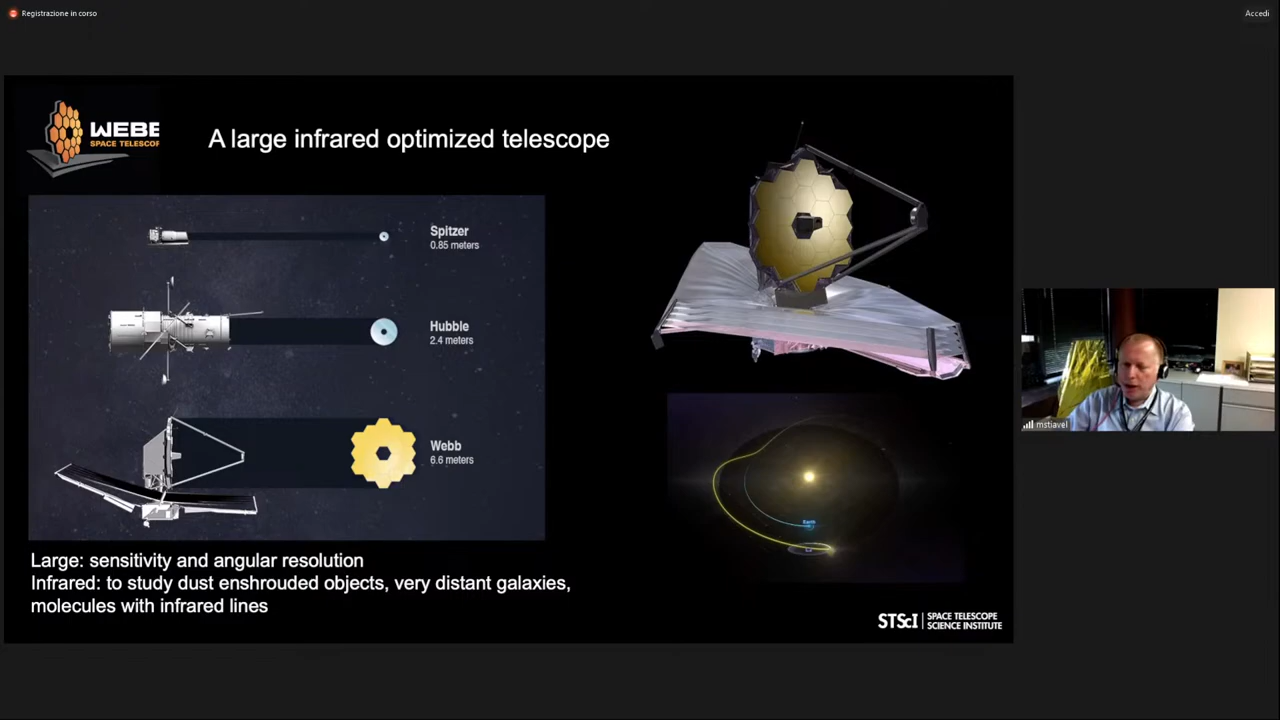 Registrazione in corso
Accedi
WEBB
SPACE TELESCOP
A large infrared optimized telescope
Spitzer
0.85 meters
Hubble
2.4 meters
Webb
6.6 meters
Earth
mstiavel
Large: sensitivity and angular resolution
Infrared: to study dust enshrouded objects, very distant galaxies,
molecules with infrared lines
STScI | SPACE TELESCOPE
SCIENCE INSTITUTE